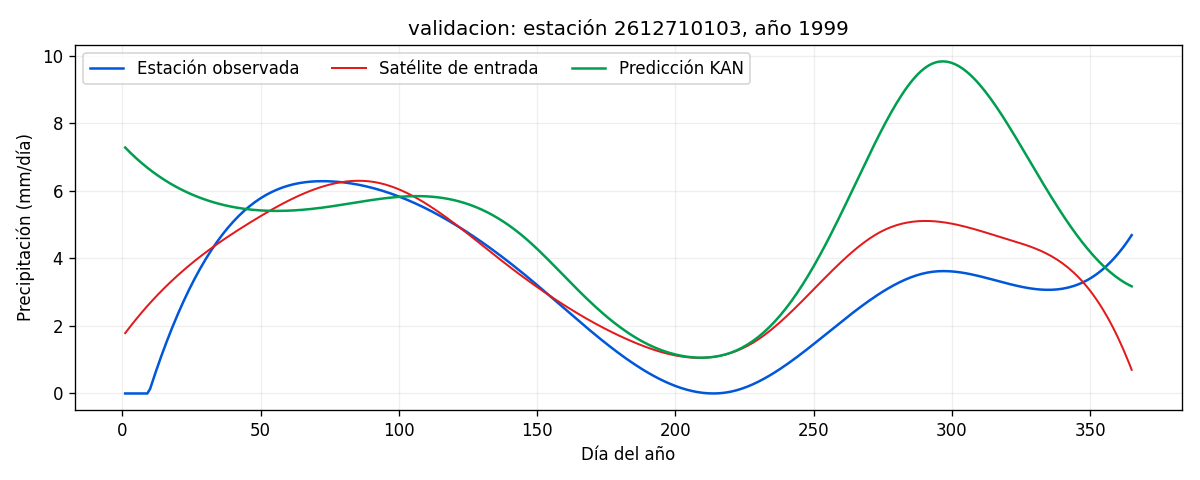 validacion: estación 2612710103, año 1999
Estación observada Satélite de entrada Predicción KAN
Precipitación (mm/día)
10
8
6
4
2
0
0 50 100 150 200 250 300 350
Día del año